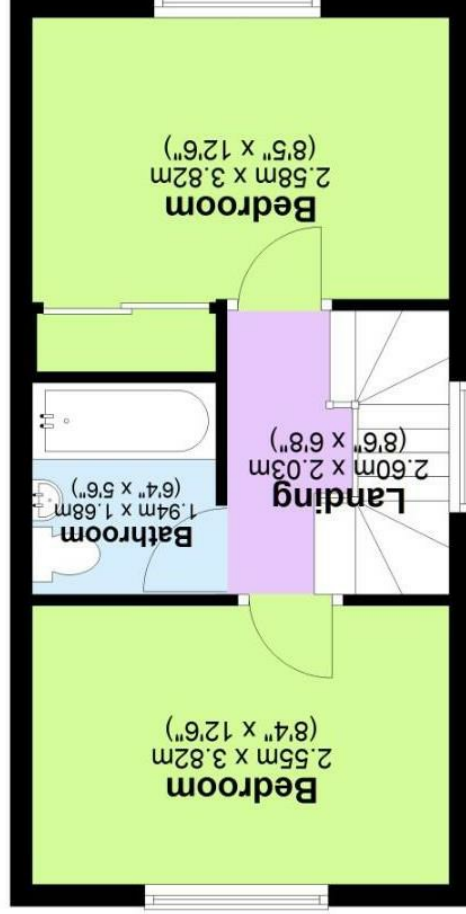 Bedroom
2.55m x 3.82m
(8'4" x 12'6")
Bathroom
1.94m x 1.68m
(6'4" x 5'6")
Landing
2.60m x 2.03m
(8'6" x 6'8")
Bedroom
2.58m x 3.82m
(8'5" x 12'6")